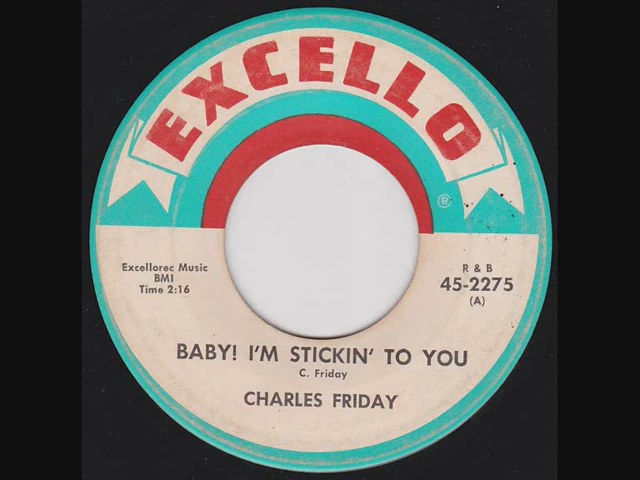 EXCELLO
®
Excellorec Music
BMI
Time 2:16
R & B
45-2275
(A)
BABY! I'M STICKIN' TO YOU
C. Friday
CHARLES FRIDAY